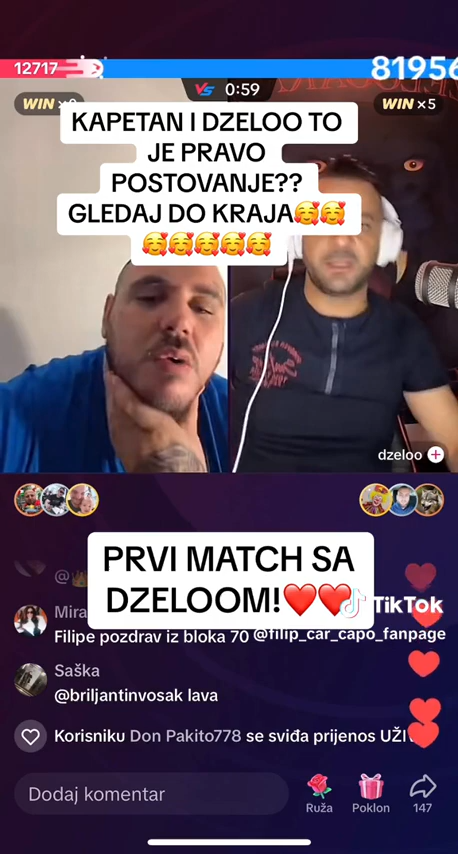 12717
81956
WIN
VS 0:59
WIN ×5
KAPETAN I DZELOO TO
JE PRAVO
POSTOVANJE??
GLEDAJ DO KRAJA🥰🥰
🥰🥰🥰🥰🥰
dzeloo
PRVI MATCH SA
DZELOOM!❤️❤️
TikTok
@filip_car_capo_fanpage
@
Mira
Filipe pozdrav iz bloka 70
Saška
@briljantinvosak lava
Korisniku Don Pakito778 se sviđa prijenos UŽI
Dodaj komentar
Ruža
Poklon
147